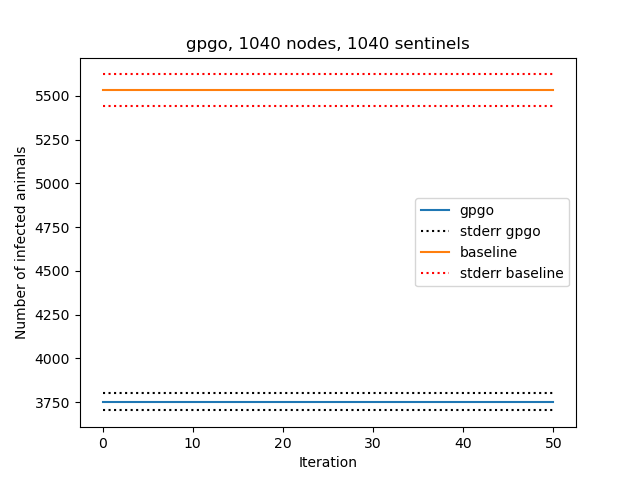 gpgo, 1040 nodes, 1040 sentinels
Number of infected animals
5500
5250
5000
4750
4500
4250
4000
3750
gpgo
stderr gpgo
baseline
stderr baseline
0
10
20
30
40
50
Iteration